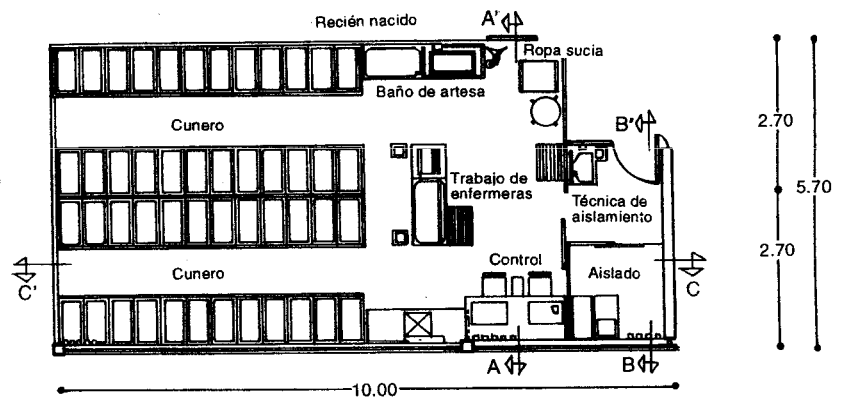 Recién nacido
A'
Ropa sucia
Baño de artesa
Cunero
B'
2.70
Trabajo de
enfermeras
5.70
Técnica de
aislamiento
2.70
Control
Cunero
Aislado
C'
C
A
B
10.00